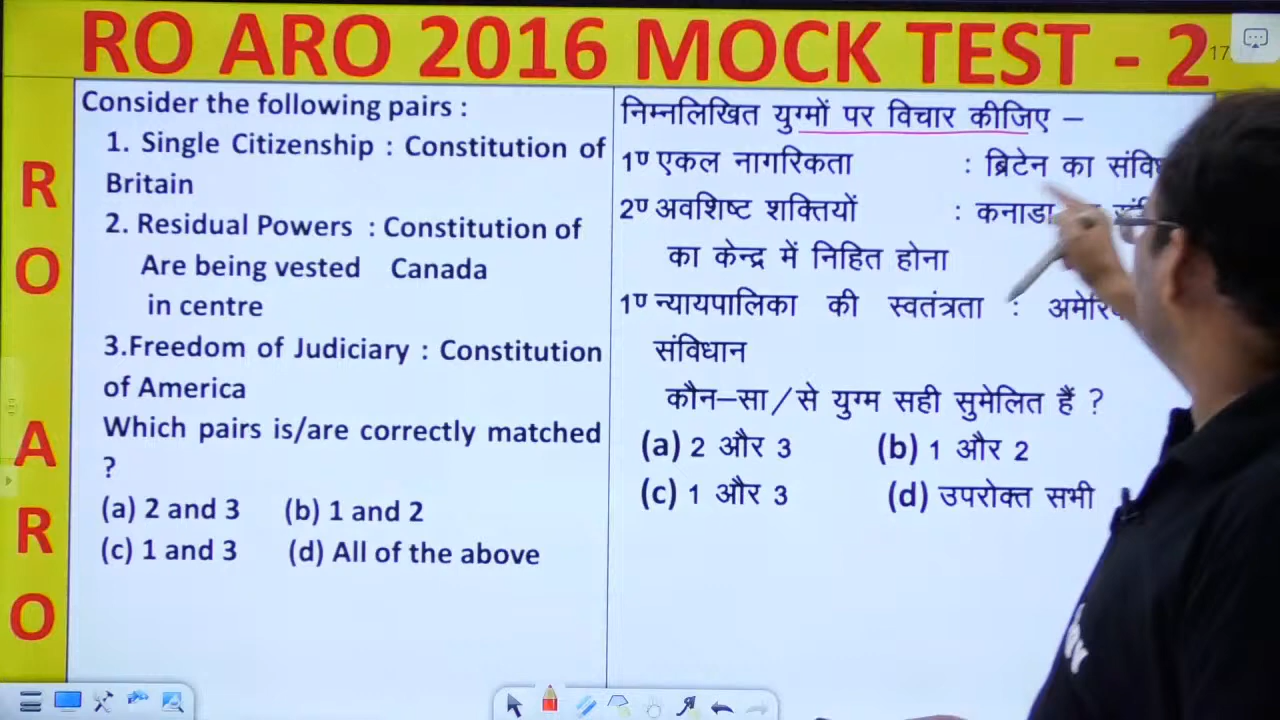 RO ARO 2016 MOCK TEST - 2
17
R
O
A
R
O
Consider the following pairs :
1. Single Citizenship : Constitution of
Britain
2. Residual Powers : Constitution of
Are being vested Canada
in centre
3.Freedom of Judiciary : Constitution
of America
Which pairs is/are correctly matched
?
(a) 2 and 3 (b) 1 and 2
(c) 1 and 3 (d) All of the above
निम्नलिखित युग्मों पर विचार कीजिए –
1ण एकल नागरिकता : ब्रिटेन का
2ण अवशिष्ट शक्तियों : कनाडा
का केन्द्र में निहित होना
1ण न्यायपालिका की स्वतंत्रता :
संविधान
कौन–सा/से युग्म सही सुमेलित हैं ?
(a) 2 और 3 (b) 1 और 2
(c) 1 और 3 (d) उपरोक्त सभी